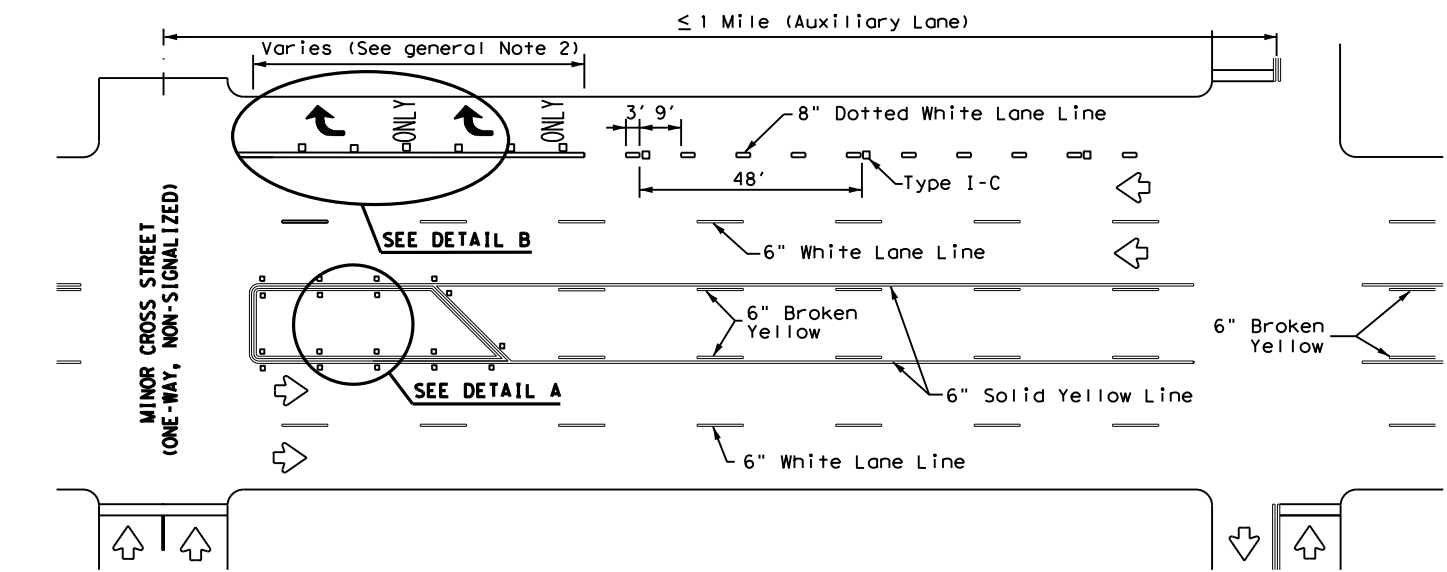 ≤ 1 Mile (Auxiliary Lane)
Varies (See general Note 2)
ONLY
ONLY
3' 9'
8" Dotted White Lane Line
48'
Type I-C
SEE DETAIL B
6" White Lane Line
MINOR CROSS STREET
(ONE-WAY, NON-SIGNALIZED)
6" Broken
Yellow
6" Broken
Yellow
SEE DETAIL A
6" Solid Yellow Line
6" White Lane Line